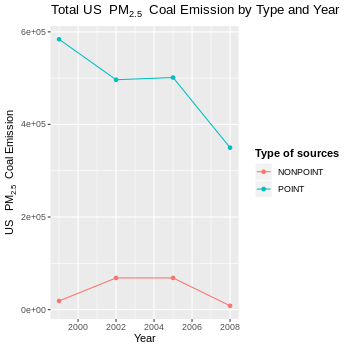 Total US PM2.5 Coal Emission by Type and Year
US PM2.5 Coal Emission
6e+05
4e+05
2e+05
0e+00
2000 2002 2004 2006 2008
Year
Type of sources
NONPOINT
POINT